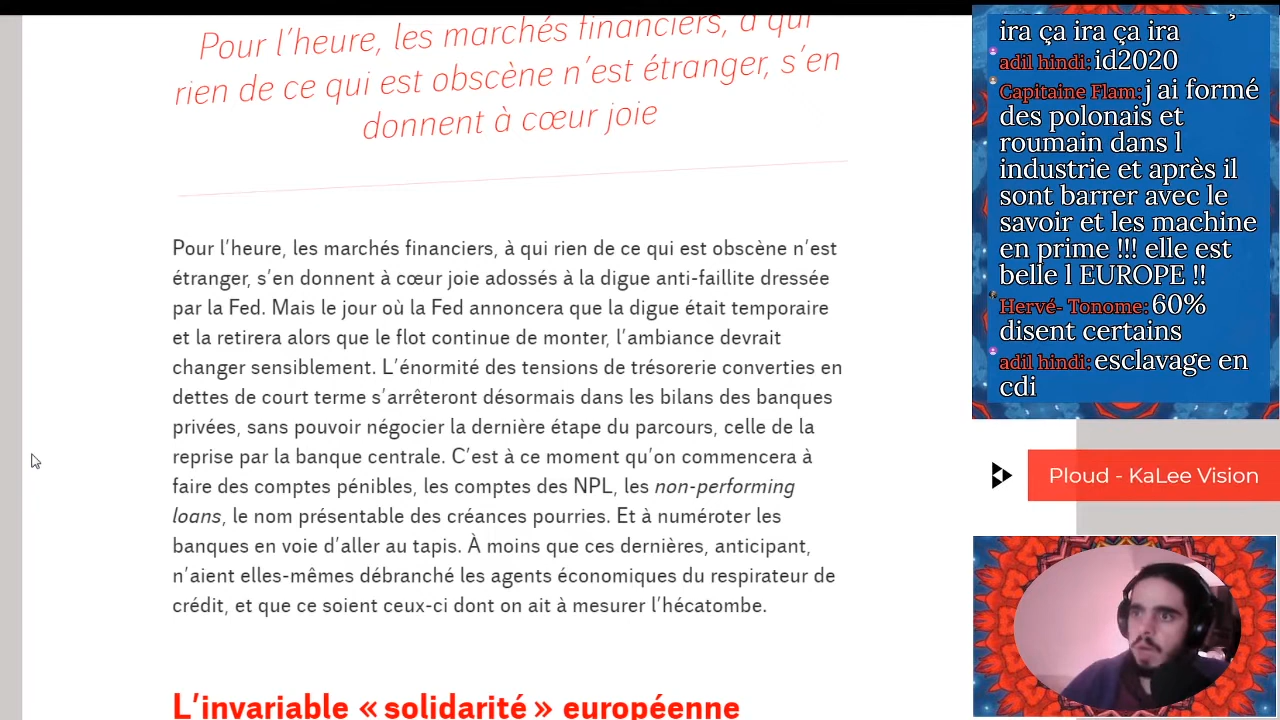 Pour l'heure, les marchés financiers, à qui
rien de ce qui est obscène n'est étranger, s'en
donnent à cœur joie
Pour l'heure, les marchés financiers, à qui rien de ce qui est obscène n'est
étranger, s'en donnent à cœur joie adossés à la digue anti-faillite dressée
par la Fed. Mais le jour où la Fed annoncera que la digue était temporaire
et la retirera alors que le flot continue de monter, l'ambiance devrait
changer sensiblement. L'énormité des tensions de trésorerie converties en
dettes de court terme s'arrêteront désormais dans les bilans des banques
privées, sans pouvoir négocier la dernière étape du parcours, celle de la
reprise par la banque centrale. C'est à ce moment qu'on commencera à
faire des comptes pénibles, les comptes des NPL, les non-performing
loans, le nom présentable des créances pourries. Et à numéroter les
banques en voie d'aller au tapis. À moins que ces dernières, anticipant,
n'aient elles-mêmes débranché les agents économiques du respirateur de
crédit, et que ce soient ceux-ci dont on ait à mesurer l'hécatombe.
L'invariable « solidarité » européenne
ira ça ira ça ira
adil hindi: id2020
Capitaine Flam: j ai formé
des polonais et
roumain dans l
industrie et après il
sont barrer avec le
savoir et les machine
en prime !!! elle est
belle l EUROPE !!
Hervé- Tonome: 60%
disent certains
adil hindi: esclavage en
cdi
Ploud - KaLee Vision